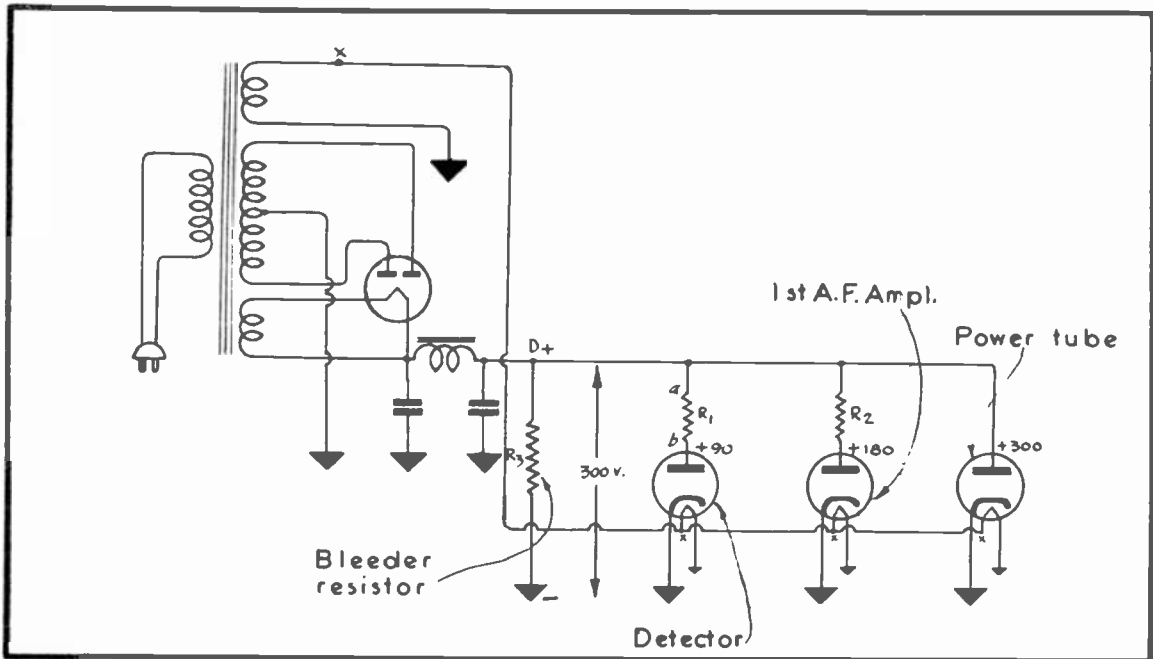 x
1st A.F. Ampl.
Power tube
D+
a
R1
R2
b
+90
+180
+300
R3
300 v.
x
x
x
Bleeder
resistor
−
Detector